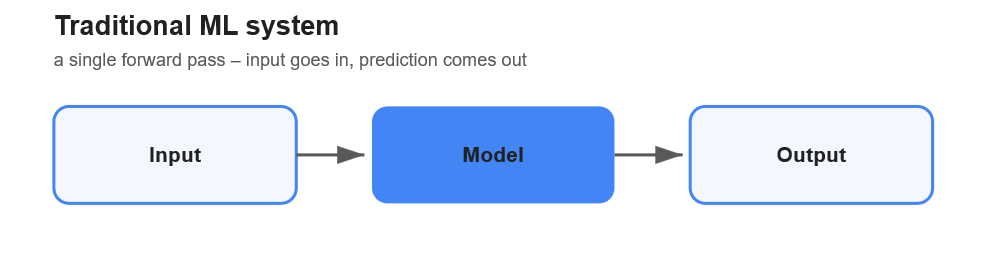 Traditional ML system
a single forward pass – input goes in, prediction comes out
Input
Model
Output